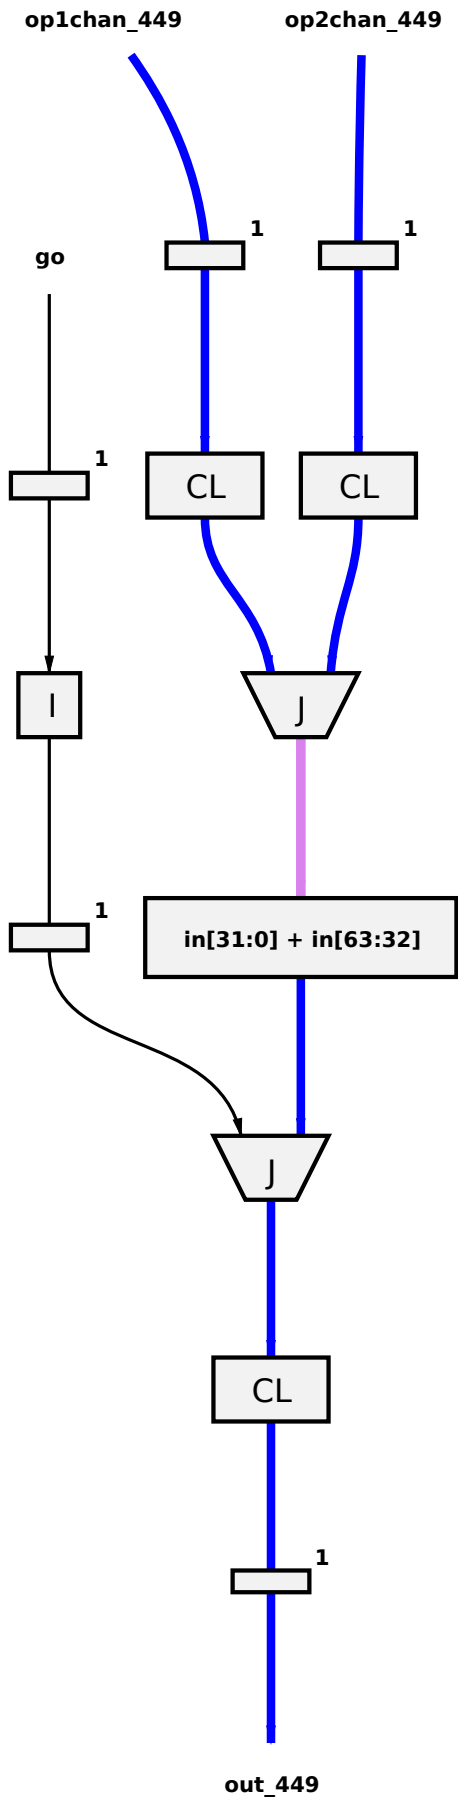 op1chan_449 op2chan_449
1 1
go
1
CL CL
I
J
1
in[31:0] + in[63:32]
J
CL
1
out_449